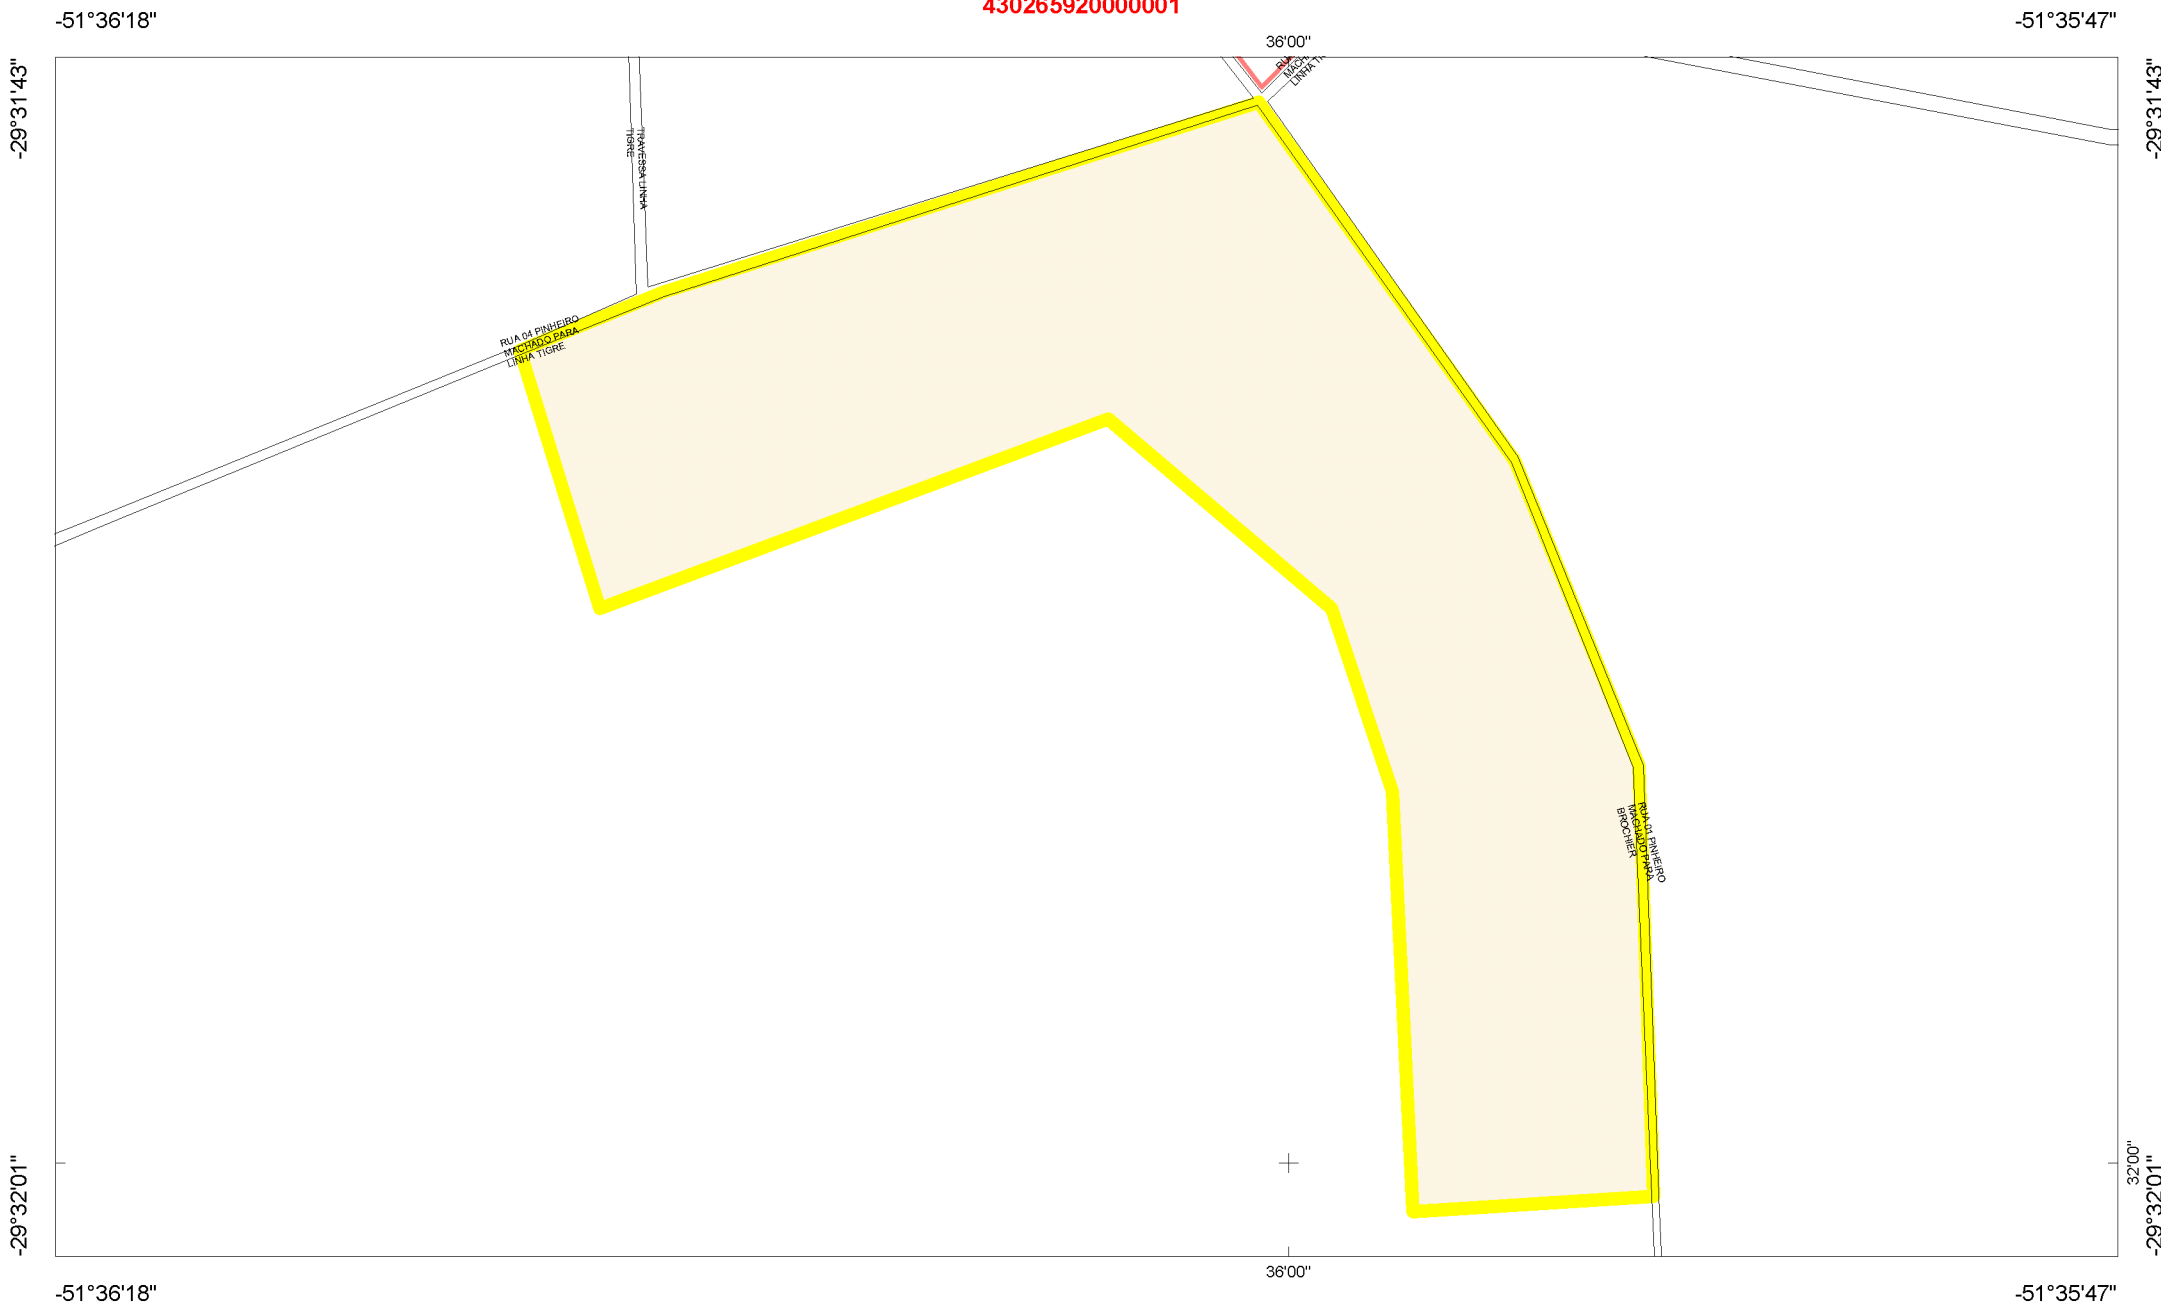 430265920000001
-51°36'18"
-51°35'47"
36'00"
-29°31'43"
-29°31'43"
LINHA
TRAVESSA LINHA
TIGRE
RUA 04 PINHEIRO
MACHADO PARA
LINHA TIGRE
RUA 01 PINHEIRO
MACHADO PARA
BROCHIER
-29°32'01"
32'00"
-29°32'01"
36'00"
-51°36'18"
-51°35'47"